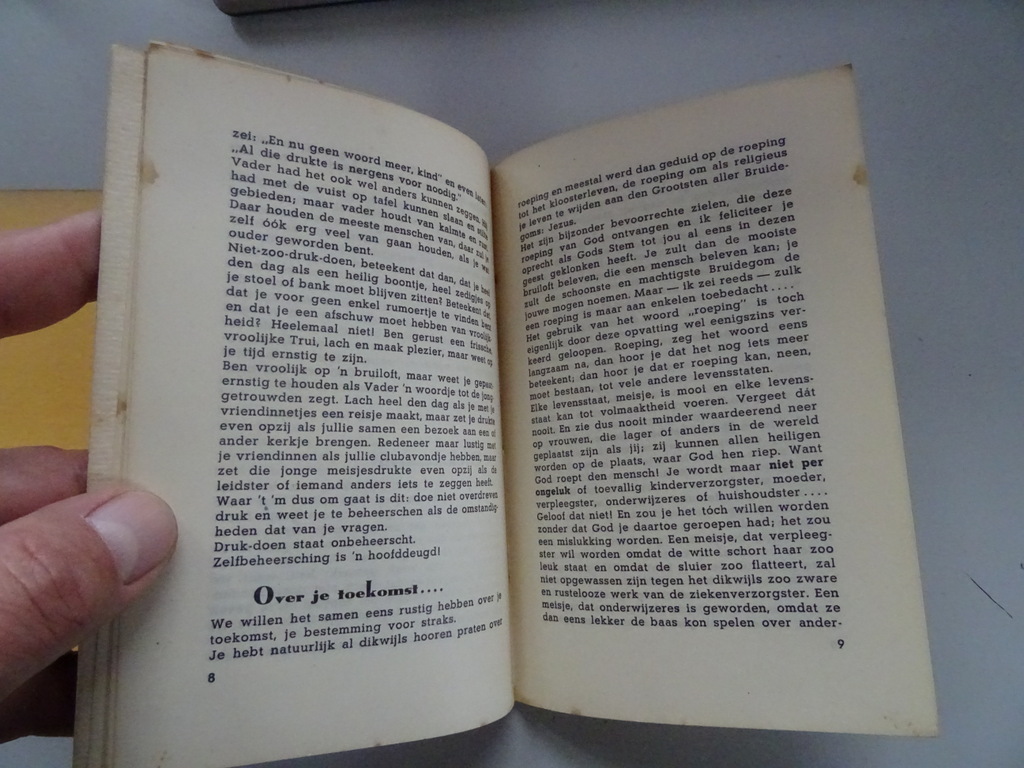 zei: „En nu geen woord meer, kind" en even later
„Al die drukte is nergens voor noodig."
Vader had het ook wel anders kunnen zeggen. Hij
had met de vuist op tafel kunnen slaan en stilte
gebieden; maar vader houdt van kalmte en rust.
Daar houden de meeste menschen van, daar zal je
zelf óók erg veel van gaan houden, als je wat
ouder geworden bent.
Niet-zoo-druk-doen, beteekent dat dan, dat je heel
den dag als een heilig boontje, heel zedigjes op
je stoel of bank moet blijven zitten? Beteekent dat,
dat je voor geen enkel rumoertje te vinden bent
en dat je een afschuw moet hebben van vroolijk-
heid? Heelemaal niet! Ben gerust een frissche,
vroolijke Trui, lach en maak plezier, maar weet op
je tijd ernstig te zijn.
Ben vroolijk op 'n bruiloft, maar weet je gepast
ernstig te houden als Vader 'n woordje tot de jong-
getrouwden zegt. Lach heel den dag als je met je
vriendinnetjes een reisje maakt, maar zet je drukte
even opzij als jullie samen een bezoek aan een of
ander kerkje brengen. Redeneer maar lustig met
je vriendinnen als jullie clubavondje hebben, maar
zet die jonge meisjesdrukte even opzij als de
leidster of iemand anders iets te zeggen heeft.
Waar 't 'm dus om gaat is dit: doe niet overdreven
druk en weet je te beheerschen als de omstandig-
heden dat van je vragen.
Druk-doen staat onbeheerscht.
Zelfbeheersching is 'n hoofddeugd!
Over je toekomst....
We willen het samen eens rustig hebben over je
toekomst, je bestemming voor straks.
Je hebt natuurlijk al dikwijls hooren praten over
8
roeping en meestal werd dan geduid op de roeping
tot het kloosterleven, de roeping om als religieus
je leven te wijden aan den Grootsten aller Bruide-
goms: Jezus.
Het zijn bijzonder bevoorrechte zielen, die deze
roeping van God ontvangen en ik feliciteer je
oprecht als Gods Stem tot jou al eens in dezen
geest geklonken heeft. Je zult dan de mooiste
bruiloft beleven, die een mensch beleven kan; je
zult de schoonste en machtigste Bruidegom de
jouwe mogen noemen. Maar — ik zei reeds — zulk
een roeping is maar aan enkelen toebedacht....
Het gebruik van het woord „roeping" is toch
eigenlijk door deze opvatting wel eenigszins ver-
keerd geloopen. Roeping, zeg het woord eens
langzaam na, dan hoor je dat het nog iets meer
beteekent; dan hoor je dat er roeping kan, neen,
moet bestaan, tot vele andere levensstaten.
Elke levensstaat, meisje, is mooi en elke levens-
staat kan tot volmaaktheid voeren. Vergeet dát
nooit. En zie dus nooit minder waardeerend neer
op vrouwen, die lager of anders in de wereld
geplaatst zijn als jij; zij kunnen allen heiligen
worden op de plaats, waar God hen riep. Want
God roept den mensch! Je wordt maar niet per
ongeluk of toevallig kinderverzorgster, moeder,
verpleegster, onderwijzeres of huishoudster....
Geloof dat niet! En zou je het tóch willen worden
zonder dat God je daartoe geroepen had; het zou
een mislukking worden. Een meisje, dat verpleeg-
ster wil worden omdat de witte schort haar zoo
leuk staat en omdat de sluier zoo flatteert, zal
niet opgewassen zijn tegen het dikwijls zoo zware
en rustelooze werk van de ziekenverzorgster. Een
meisje, dat onderwijzeres is geworden, omdat ze
dan eens lekker de baas kon spelen over ander-
9